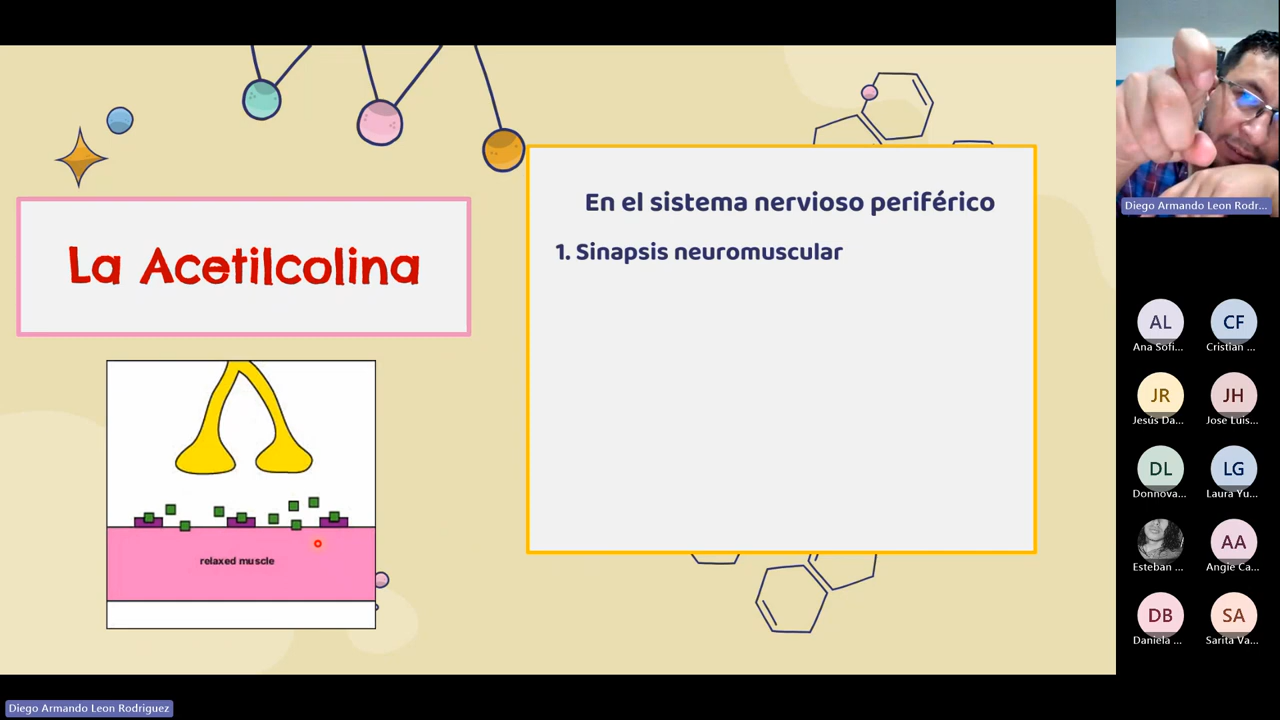 La Acetilcolina
relaxed muscle
En el sistema nervioso periférico
1. Sinapsis neuromuscular
Diego Armando Leon Rodr...
AL
Ana Sofi...
CF
Cristian ...
JR
Jesús Da...
JH
Jose Luis...
DL
Donnova...
LG
Laura Yu...
Esteban ...
AA
Angie Ca...
DB
Daniela ...
SA
Sarita Va...
Diego Armando Leon Rodriguez